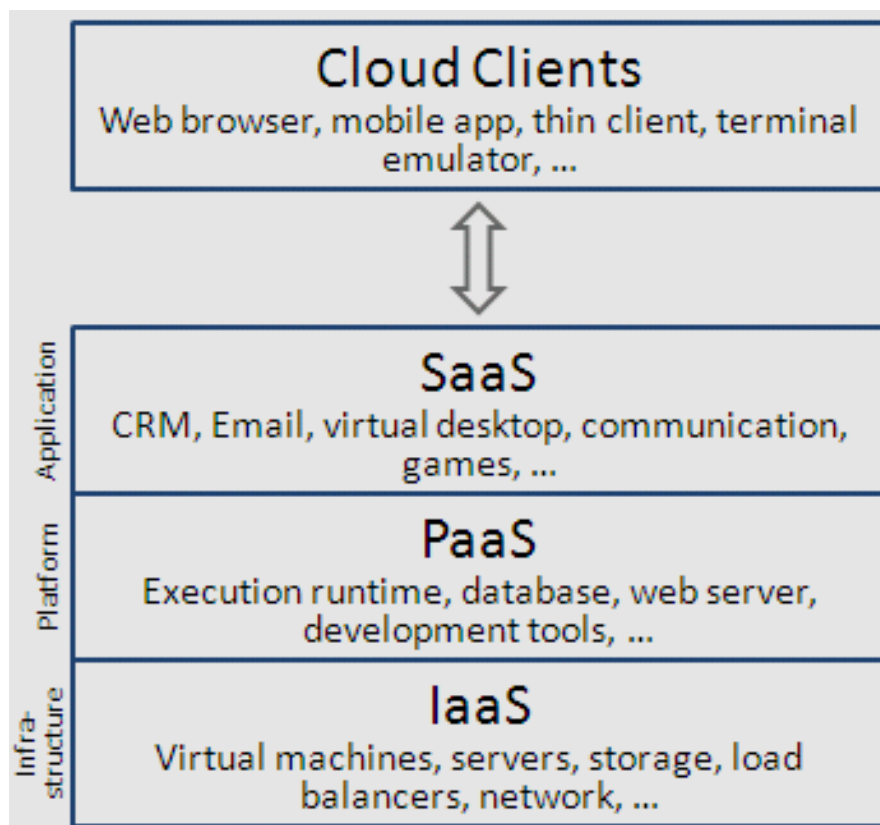 Cloud Clients
Web browser, mobile app, thin client, terminal
emulator, ...
Application
SaaS
CRM, Email, virtual desktop, communication,
games, ...
Platform
PaaS
Execution runtime, database, web server,
development tools, ...
Infra-
structure
IaaS
Virtual machines, servers, storage, load
balancers, network, ...